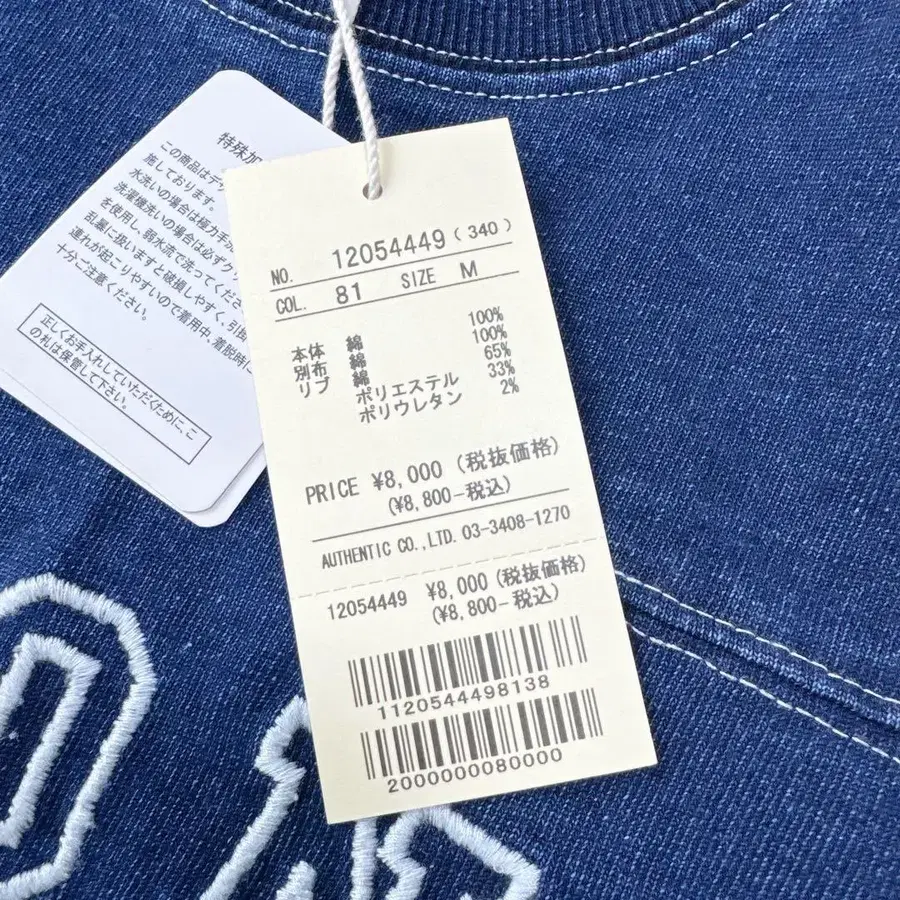 特殊加
この商品はデ
施しております。
水洗いの場合は極力手洗
洗濯機洗いの場合は必ず
を使用し、弱水流で洗ってく
乱暴に扱いますと破損しやすく、引掛
連れが起こりやすいので着用中、着脱時に
十分ご注意ください。
正しくお手入れしていただくために、こ
の札は保管して下さい。
NO. 12054449 (340)
COL. 81 SIZE M
本体 綿 100%
別布 綿 100%
リブ 綿 65%
ポリエステル 33%
ポリウレタン 2%
PRICE ¥8,000 (税抜価格)
(¥8,800-税込)
AUTHENTIC CO.,LTD. 03-3408-1270
12054449 ¥8,000 (税抜価格)
(¥8,800-税込)
1120544498138
2000000080000